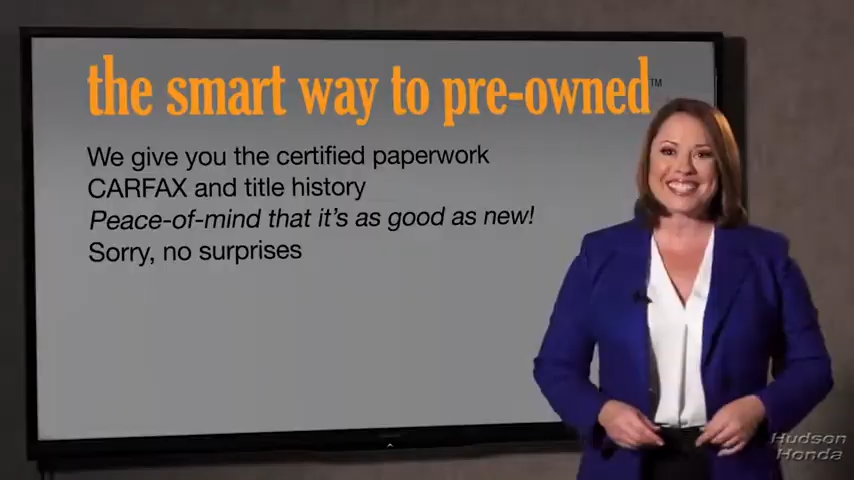 the smart way to pre-owned™
We give you the certified paperwork
CARFAX and title history
Peace-of-mind that it's as good as new!
Sorry, no surprises
Hudson
Honda